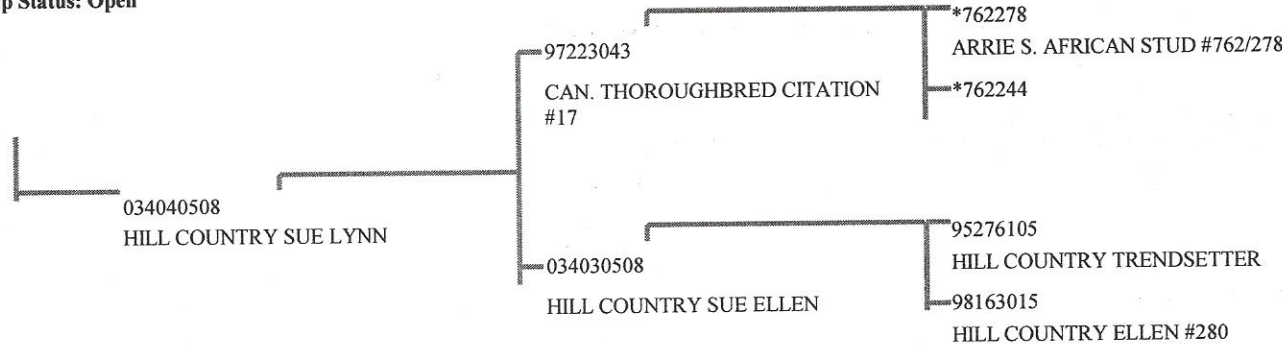 p Status: Open
*762278
ARRIE S. AFRICAN STUD #762/278
97223043
CAN. THOROUGHBRED CITATION
#17
*762244
034040508
HILL COUNTRY SUE LYNN
95276105
HILL COUNTRY TRENDSETTER
034030508
HILL COUNTRY SUE ELLEN
98163015
HILL COUNTRY ELLEN #280